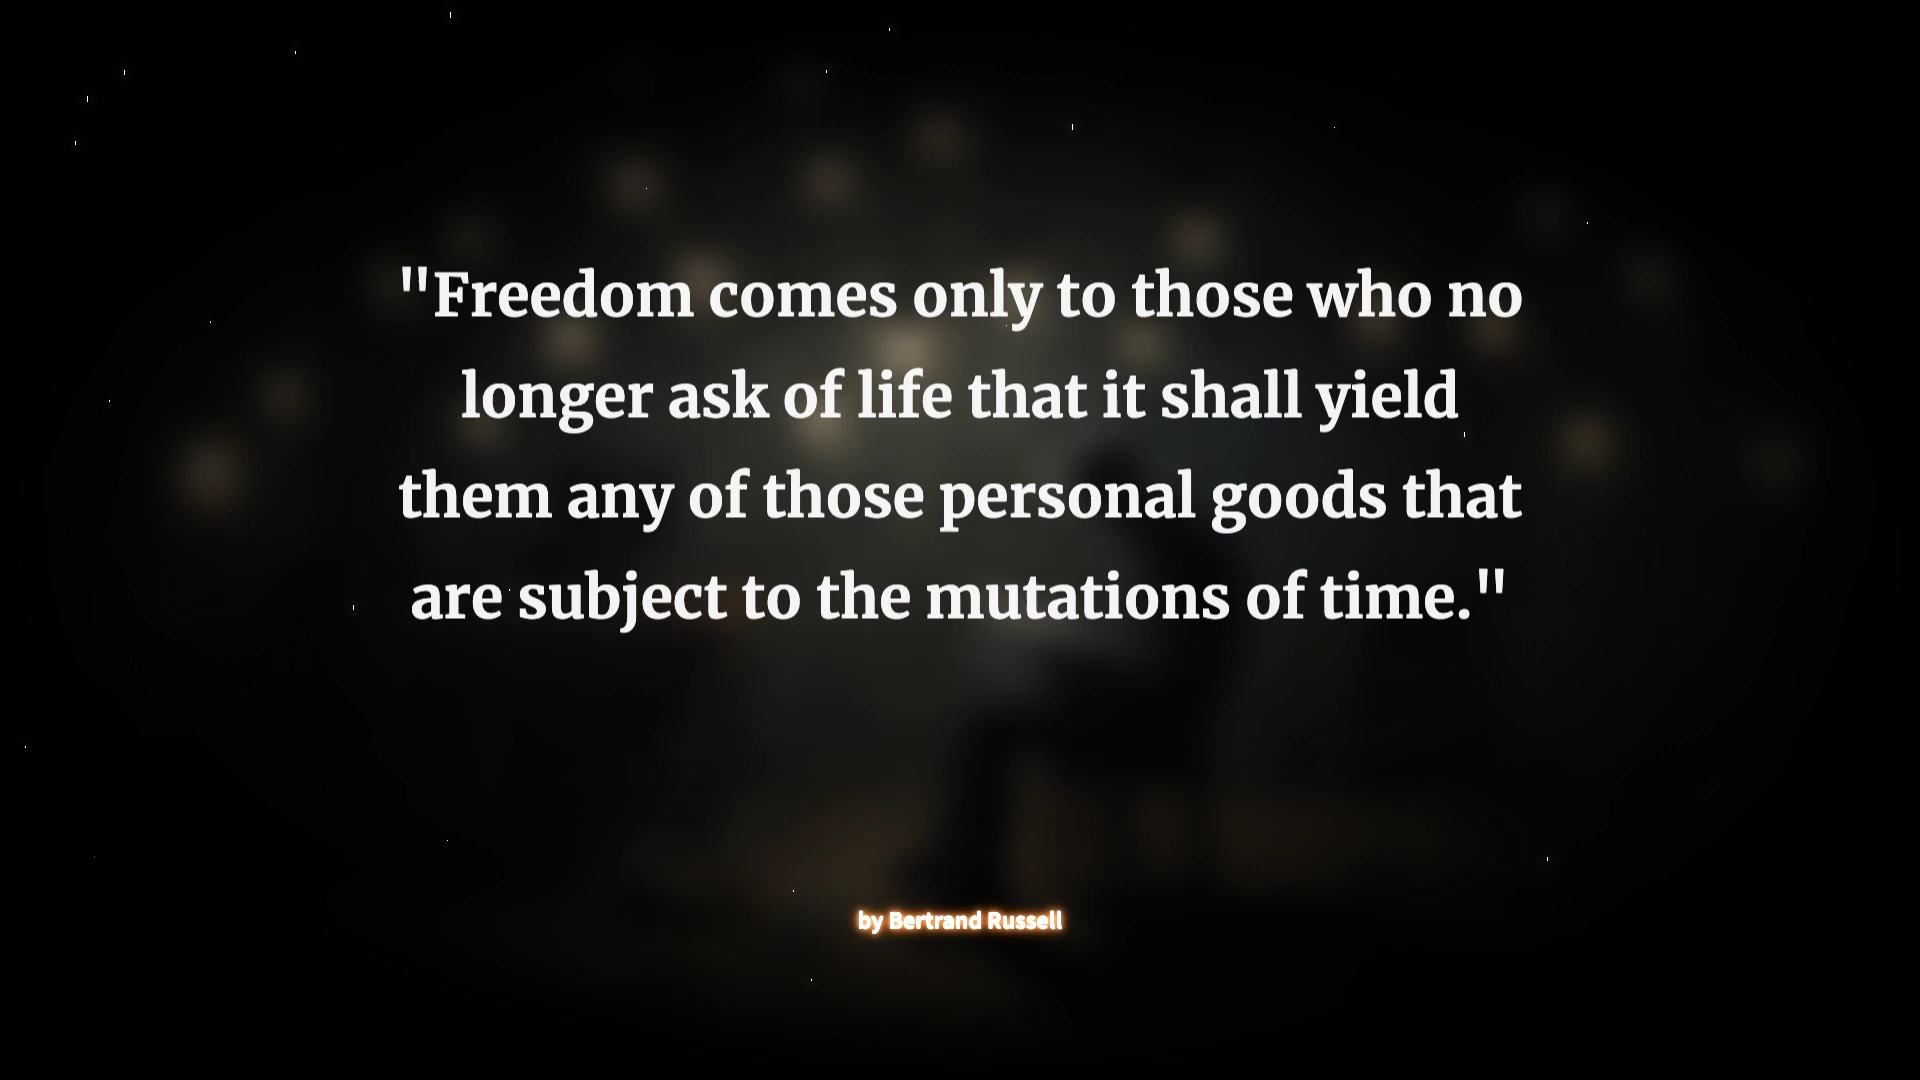 "Freedom comes only to those who no
longer ask of life that it shall yield
them any of those personal goods that
are subject to the mutations of time."
by Bertrand Russell